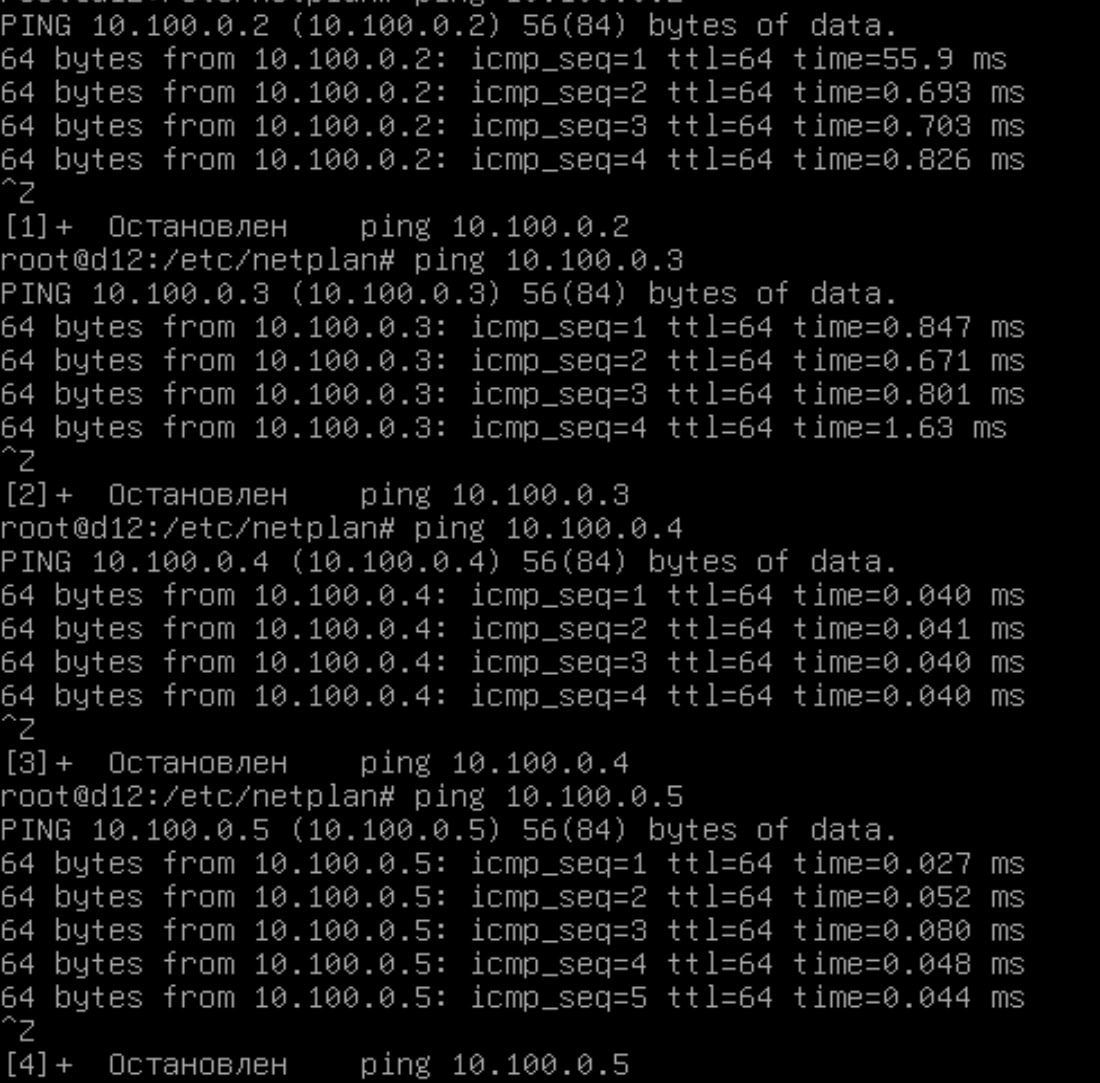 PING 10.100.0.2 (10.100.0.2) 56(84) bytes of data.
64 bytes from 10.100.0.2: icmp_seq=1 ttl=64 time=55.9 ms
64 bytes from 10.100.0.2: icmp_seq=2 ttl=64 time=0.693 ms
64 bytes from 10.100.0.2: icmp_seq=3 ttl=64 time=0.703 ms
64 bytes from 10.100.0.2: icmp_seq=4 ttl=64 time=0.826 ms
^Z
[1]+  Остановлен    ping 10.100.0.2
root@d12:/etc/netplan# ping 10.100.0.3
PING 10.100.0.3 (10.100.0.3) 56(84) bytes of data.
64 bytes from 10.100.0.3: icmp_seq=1 ttl=64 time=0.847 ms
64 bytes from 10.100.0.3: icmp_seq=2 ttl=64 time=0.671 ms
64 bytes from 10.100.0.3: icmp_seq=3 ttl=64 time=0.801 ms
64 bytes from 10.100.0.3: icmp_seq=4 ttl=64 time=1.63 ms
^Z
[2]+  Остановлен    ping 10.100.0.3
root@d12:/etc/netplan# ping 10.100.0.4
PING 10.100.0.4 (10.100.0.4) 56(84) bytes of data.
64 bytes from 10.100.0.4: icmp_seq=1 ttl=64 time=0.040 ms
64 bytes from 10.100.0.4: icmp_seq=2 ttl=64 time=0.041 ms
64 bytes from 10.100.0.4: icmp_seq=3 ttl=64 time=0.040 ms
64 bytes from 10.100.0.4: icmp_seq=4 ttl=64 time=0.040 ms
^Z
[3]+  Остановлен    ping 10.100.0.4
root@d12:/etc/netplan# ping 10.100.0.5
PING 10.100.0.5 (10.100.0.5) 56(84) bytes of data.
64 bytes from 10.100.0.5: icmp_seq=1 ttl=64 time=0.027 ms
64 bytes from 10.100.0.5: icmp_seq=2 ttl=64 time=0.052 ms
64 bytes from 10.100.0.5: icmp_seq=3 ttl=64 time=0.080 ms
64 bytes from 10.100.0.5: icmp_seq=4 ttl=64 time=0.048 ms
64 bytes from 10.100.0.5: icmp_seq=5 ttl=64 time=0.044 ms
^Z
[4]+  Остановлен    ping 10.100.0.5